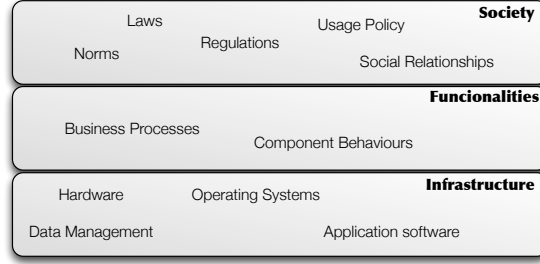 Society
Laws
Usage Policy
Regulations
Norms
Social Relationships
Funcionalities
Business Processes
Component Behaviours
Infrastructure
Hardware
Operating Systems
Data Management
Application software